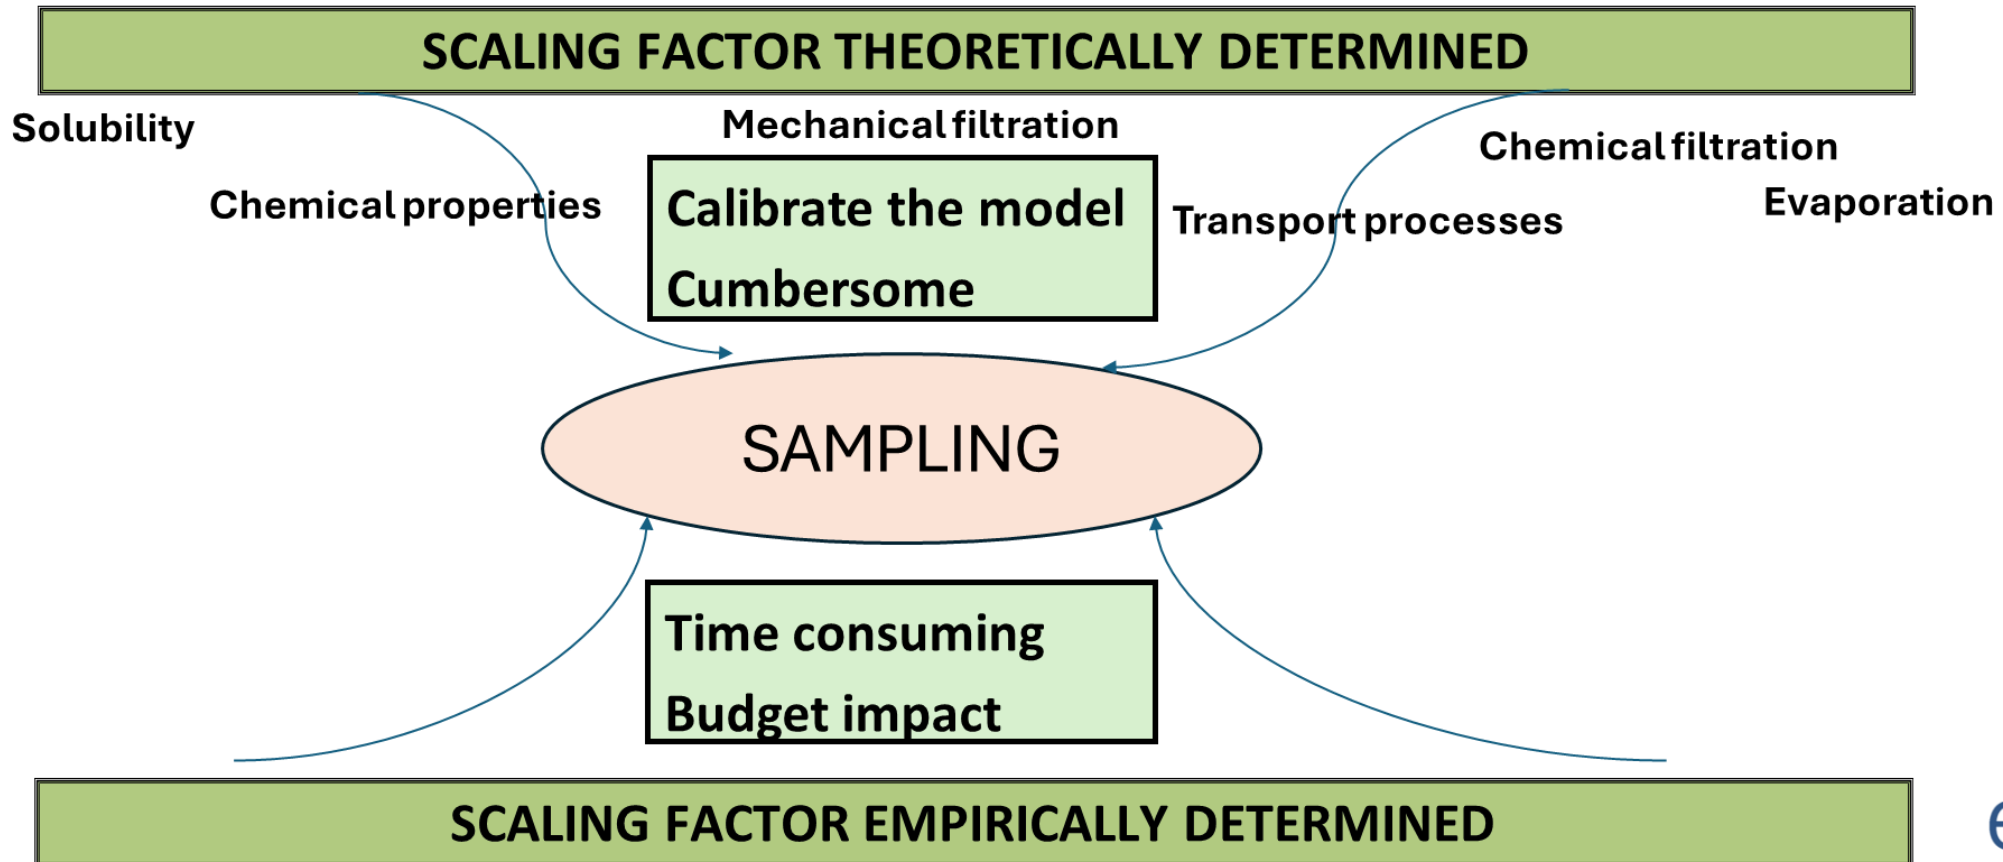 SCALING FACTOR THEORETICALLY DETERMINED
Solubility
Mechanical filtration
Chemical filtration
Chemical properties
Calibrate the model
Cumbersome
Transport processes
Evaporation
SAMPLING
Time consuming
Budget impact
SCALING FACTOR EMPIRICALLY DETERMINED